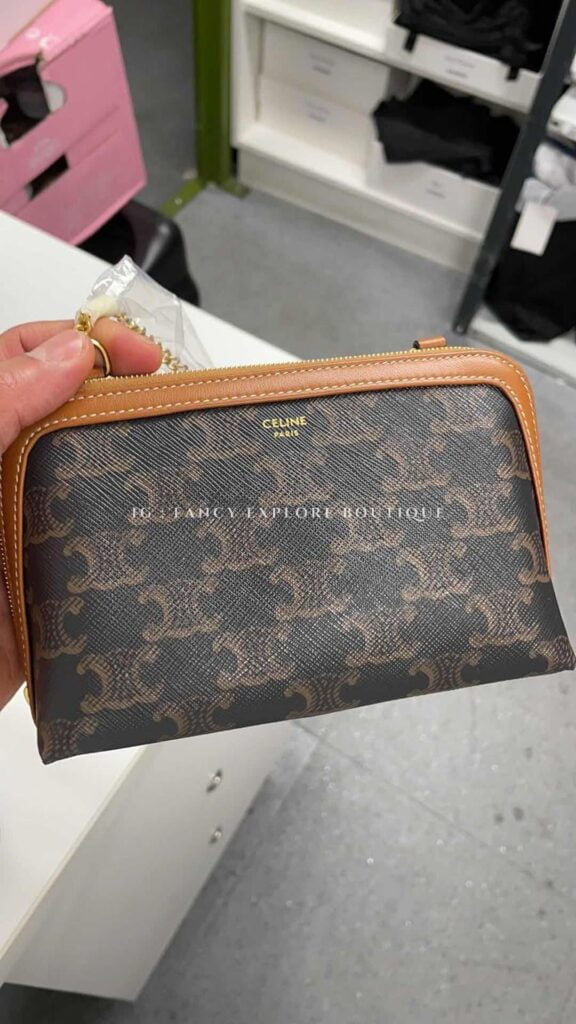 CELINE
PARIS
IG : FANCY EXPLORE BOUTIQUE